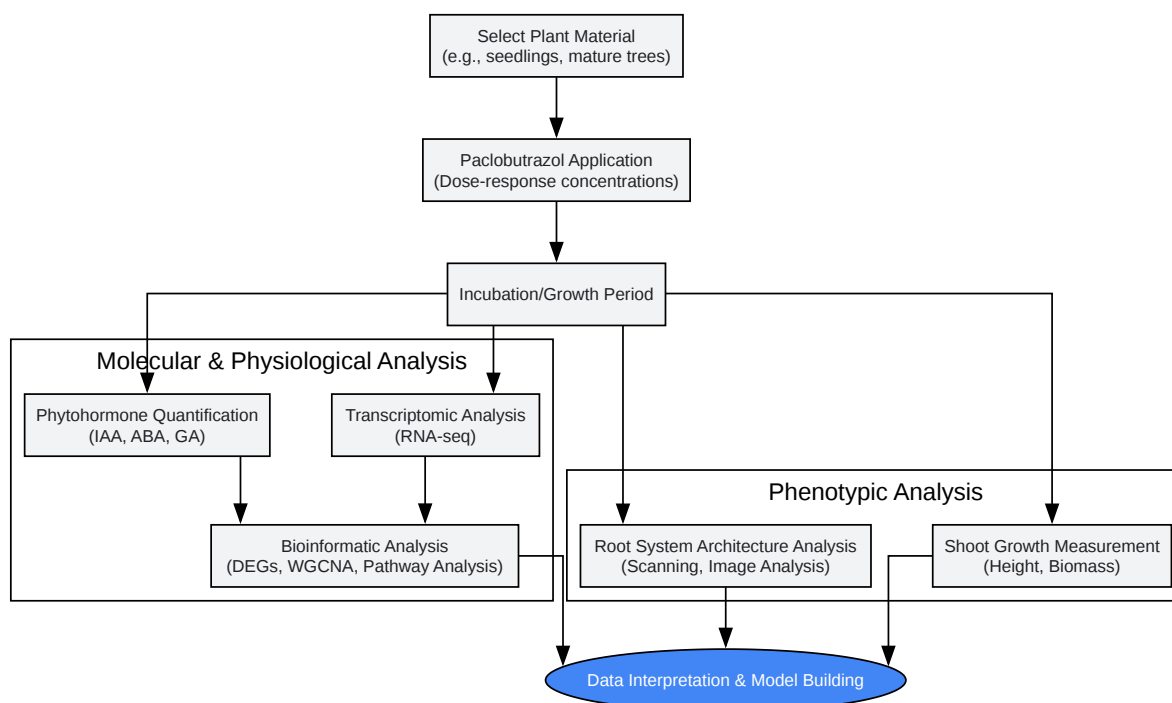 Select Plant Material
(e.g., seedlings, mature trees)
Paclobutrazol Application
(Dose-response concentrations)
Incubation/Growth Period
Molecular & Physiological Analysis
Phytohormone Quantification
(IAA, ABA, GA)
Transcriptomic Analysis
(RNA-seq)
Bioinformatic Analysis
(DEGs, WGCNA, Pathway Analysis)
Phenotypic Analysis
Root System Architecture Analysis
(Scanning, Image Analysis)
Shoot Growth Measurement
(Height, Biomass)
Data Interpretation & Model Building